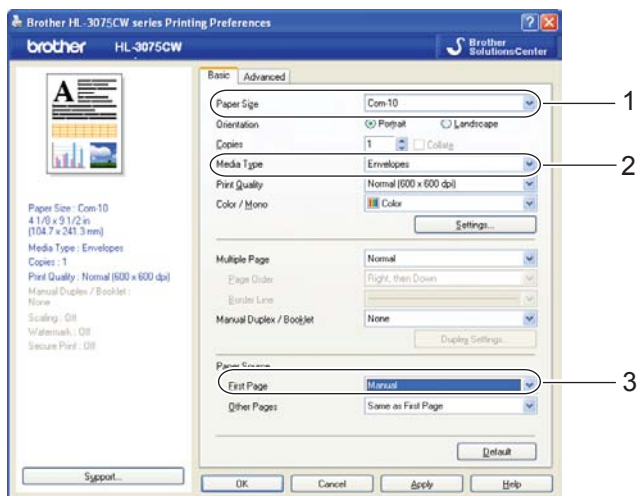 Brother HL-3075CW series Printing Preferences
brother HL-3075CW
Brother SolutionsCenter
Basic Advanced
Paper Size Com-10 1
Orientation Portrait Landscape
Copies 1 Collate
Media Type Envelopes 2
Print Quality Normal (600 x 600 dpi)
Color / Mono Color
Settings...
Multiple Page Normal
Page Order Right, then Down
Border Line
Manual Duplex / Booklet None
Duplex Settings...
Paper Source
First Page Manual 3
Other Pages Same as First Page
Default
A
Paper Size : Com-10
4 1/8 x 9 1/2 in
(104.7 x 241.3 mm)
Media Type : Envelopes
Copies : 1
Print Quality : Normal (600 x 600 dpi)
Manual Duplex / Booklet :
None
Scaling : Off
Watermark : Off
Secure Print : Off
Support...
OK Cancel Apply Help